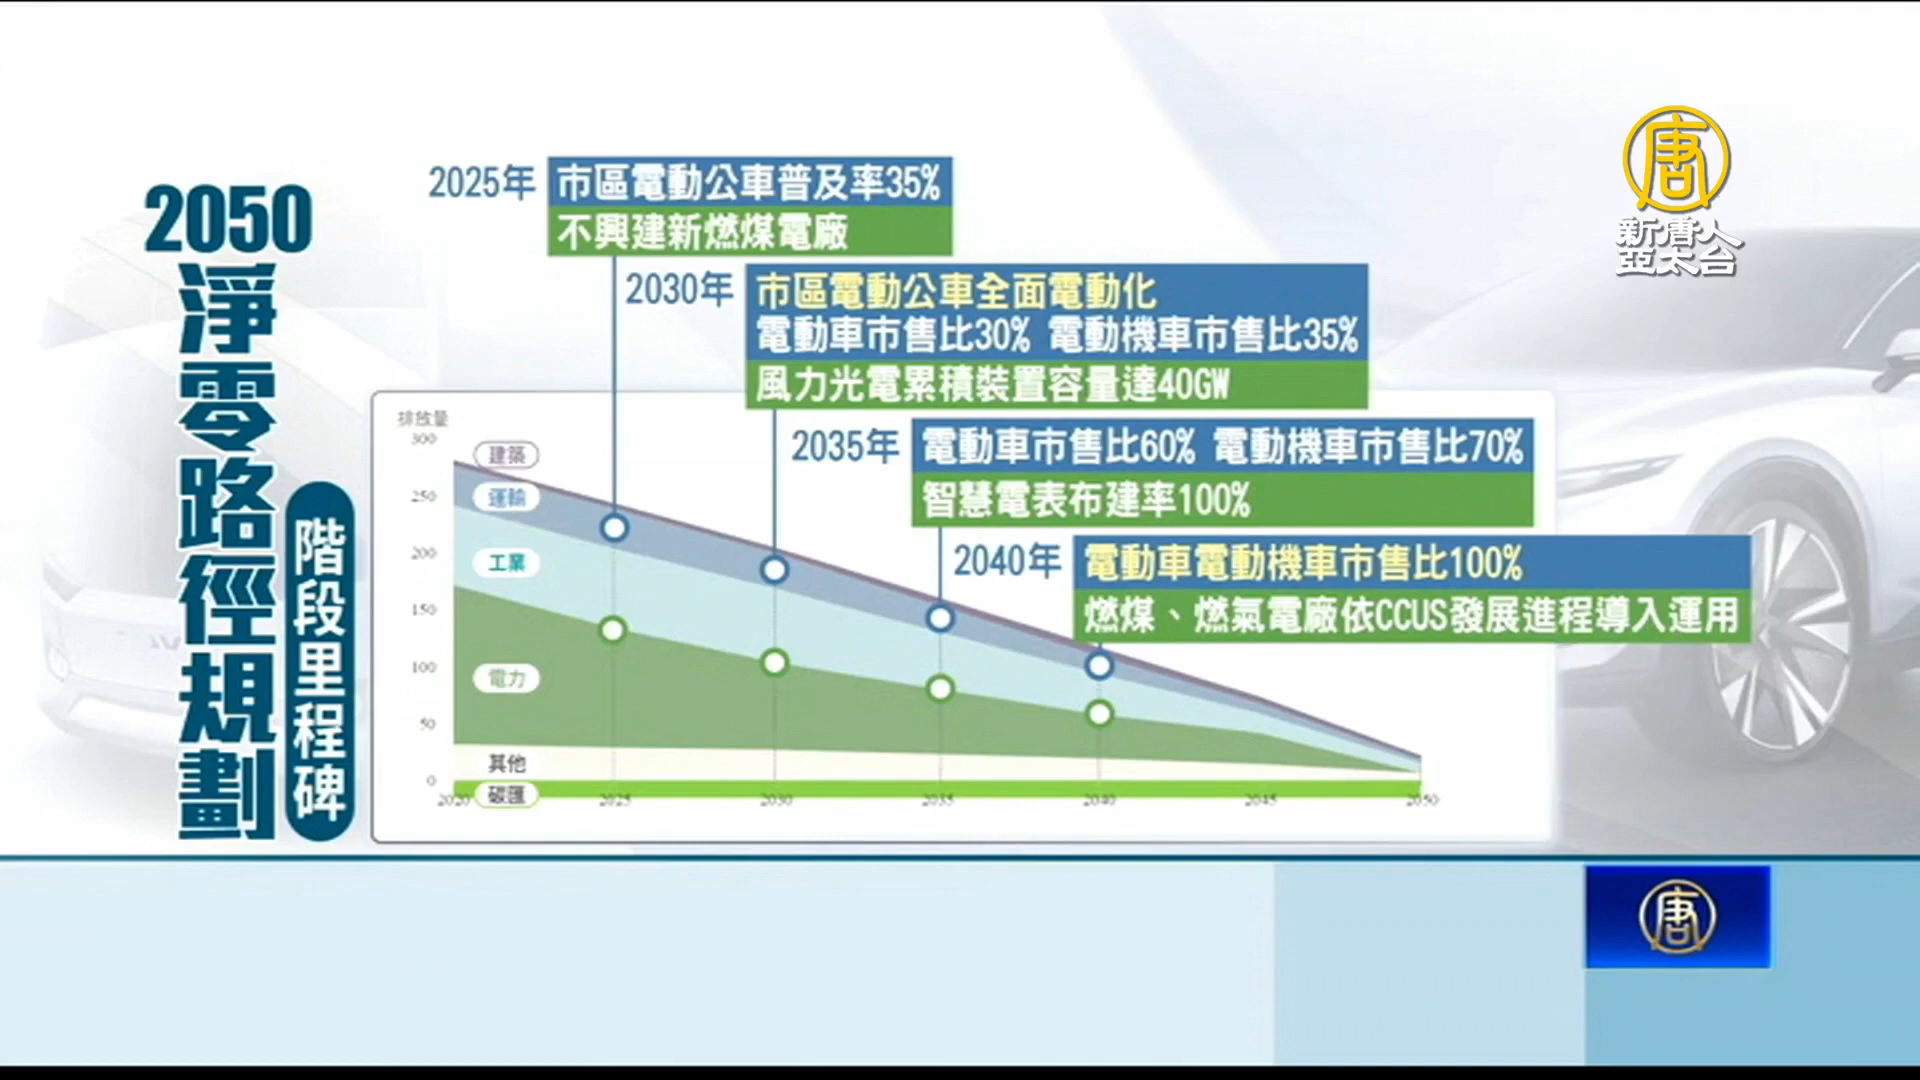 2050淨零路徑規劃
階段里程碑
2025年
市區電動公車普及率35%
不興建新燃煤電廠
2030年
市區電動公車全面電動化
電動車市售比30% 電動機車市售比35%
風力光電累積裝置容量達40GW
2035年
電動車市售比60% 電動機車市售比70%
智慧電表布建率100%
2040年
電動車電動機車市售比100%
燃煤、燃氣電廠依CCUS發展進程導入運用
排放量
300
250
200
150
100
50
0
建築
運輸
工業
電力
其他
碳匯
2020
2025
2030
2035
2040
2045
2050
唐
新唐人
亞太台
唐